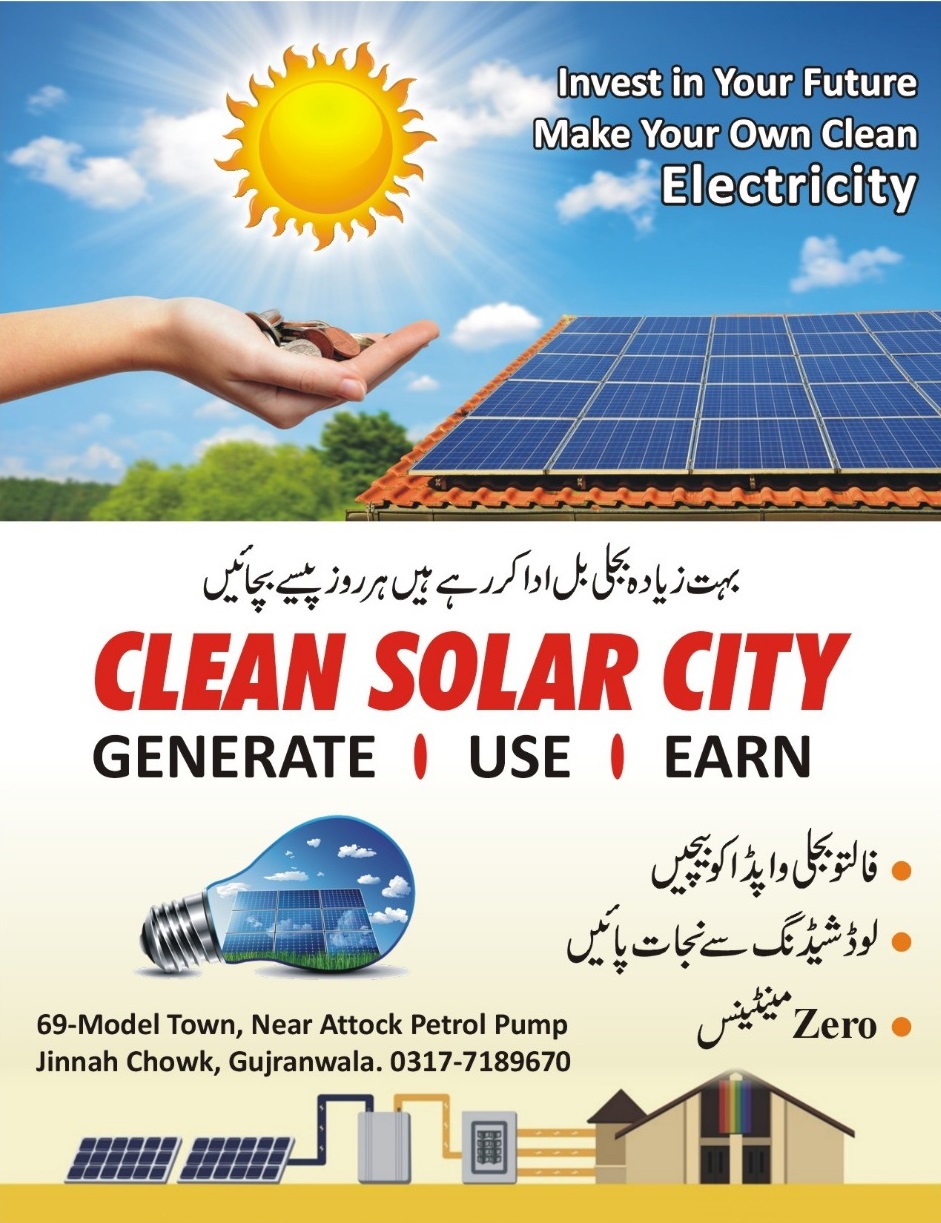 Invest in Your Future
Make Your Own Clean
Electricity
بہت زیادہ بجلی بل ادا کر رہے ہیں ہر روز پیسے بچائیں
CLEAN SOLAR CITY
GENERATE USE EARN
فالتو بجلی واپڈا کو بیچیں
لوڈ شیڈنگ سے نجات پائیں
Zero مینٹینس
69-Model Town, Near Attock Petrol Pump
Jinnah Chowk, Gujranwala. 0317-7189670